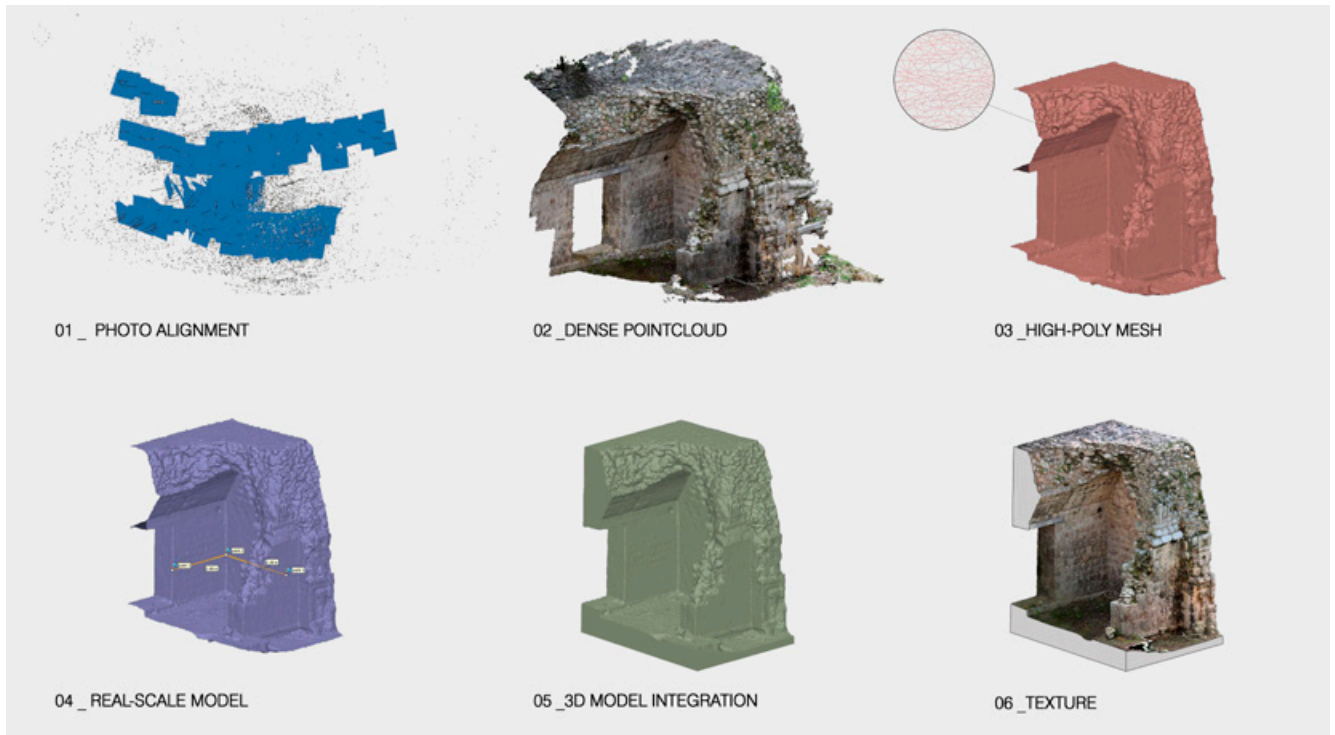 01 _ PHOTO ALIGNMENT
02 _DENSE POINTCLOUD
03 _HIGH-POLY MESH
04 _ REAL-SCALE MODEL
05 _3D MODEL INTEGRATION
06 _TEXTURE